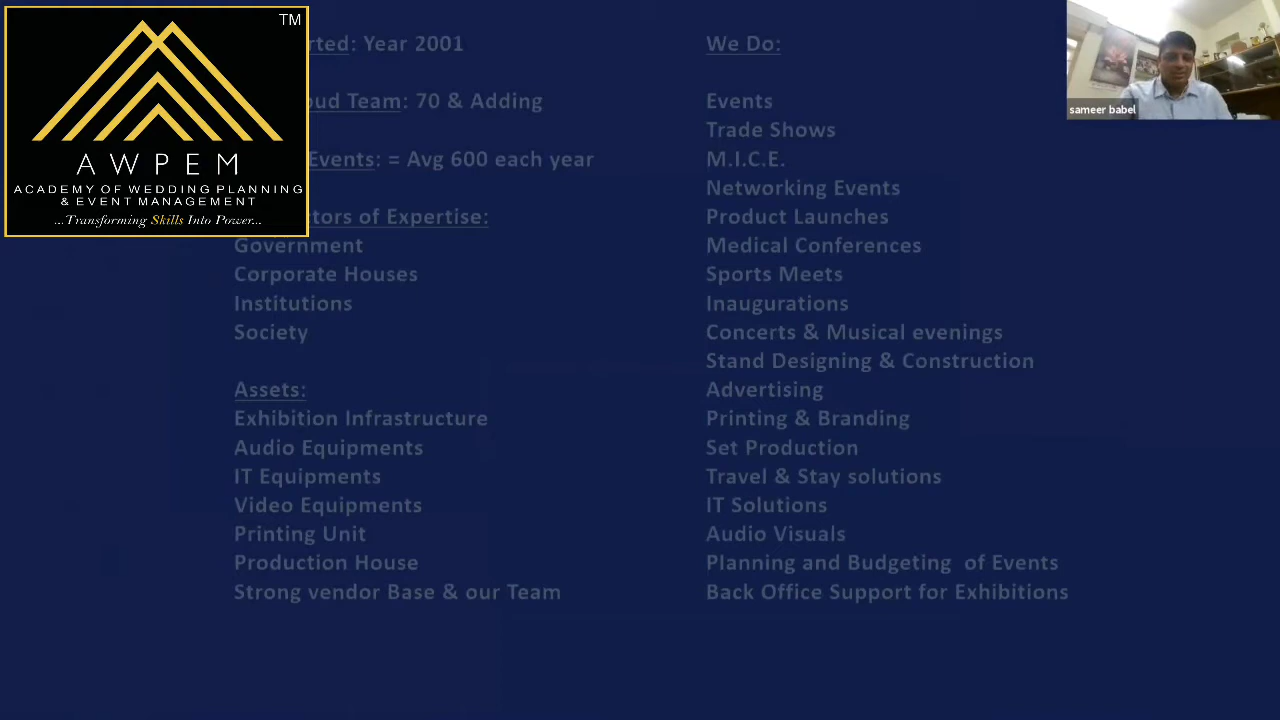 TM
AWPEM
ACADEMY OF WEDDING PLANNING
& EVENT MANAGEMENT
...Transforming Skills Into Power...
: Year 2001
Team: 70 & Adding
Events: = Avg 600 each year
of Expertise:
Government
Corporate Houses
Institutions
Society
Assets:
Exhibition Infrastructure
Audio Equipments
IT Equipments
Video Equipments
Printing Unit
Production House
Strong vendor Base & our Team
We Do:
Events
Trade Shows
M.I.C.E.
Networking Events
Product Launches
Medical Conferences
Sports Meets
Inaugurations
Concerts & Musical evenings
Stand Designing & Construction
Advertising
Printing & Branding
Set Production
Travel & Stay solutions
IT Solutions
Audio Visuals
Planning and Budgeting of Events
Back Office Support for Exhibitions
sameer babel